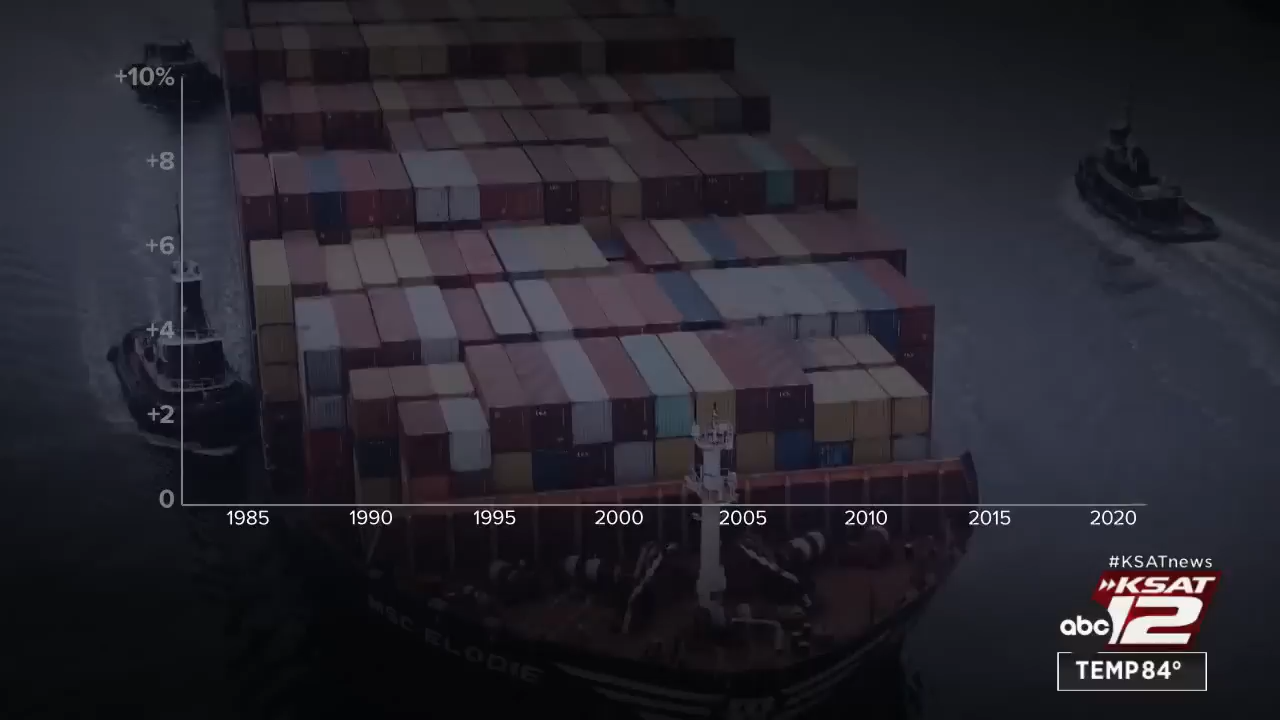 +10%
+8
+6
+4
+2
0
1985 1990 1995 2000 2005 2010 2015 2020
MSC ELODIE
#KSATnews
KSAT
abc 12
TEMP 84°